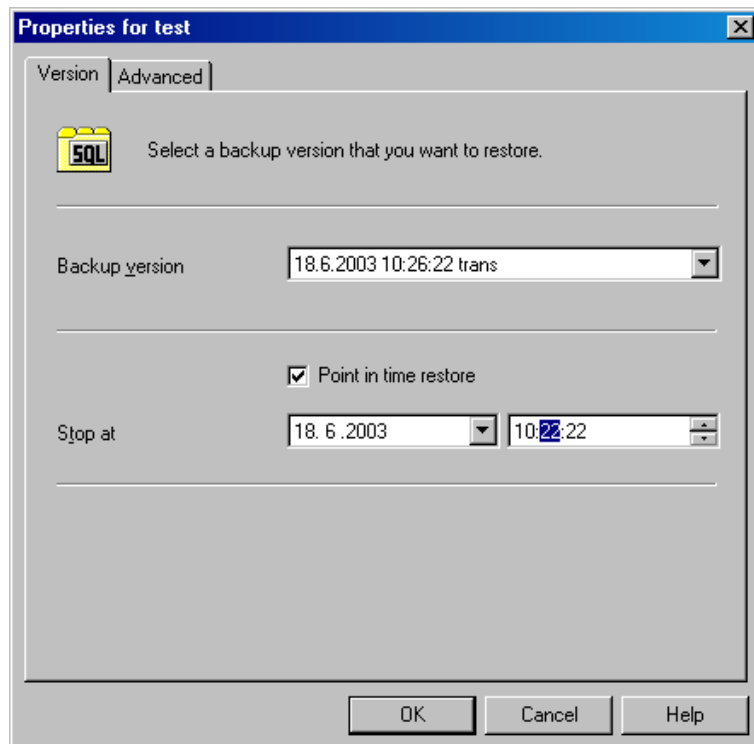 Properties for test
Version Advanced
SQL Select a backup version that you want to restore.
Backup version 18.6.2003 10:26:22 trans
Point in time restore
Stop at 18. 6 .2003 10:22:22
OK Cancel Help